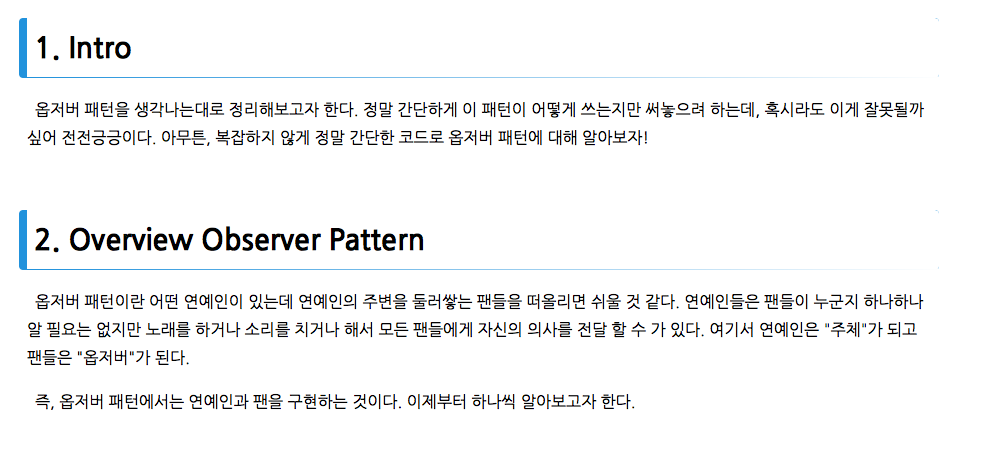 1. Intro
옵저버 패턴을 생각나는대로 정리해보고자 한다. 정말 간단하게 이 패턴이 어떻게 쓰는지만 써놓으려 하는데, 혹시라도 이게 잘못될까
싶어 전전긍긍이다. 아무튼, 복잡하지 않게 정말 간단한 코드로 옵저버 패턴에 대해 알아보자!
2. Overview Observer Pattern
옵저버 패턴이란 어떤 연예인이 있는데 연예인의 주변을 둘러쌓는 팬들을 떠올리면 쉬울 것 같다. 연예인들은 팬들이 누군지 하나하나
알 필요는 없지만 노래를 하거나 소리를 치거나 해서 모든 팬들에게 자신의 의사를 전달 할 수 가 있다. 여기서 연예인은 "주체"가 되고
팬들은 "옵저버"가 된다.
즉, 옵저버 패턴에서는 연예인과 팬을 구현하는 것이다. 이제부터 하나씩 알아보고자 한다.